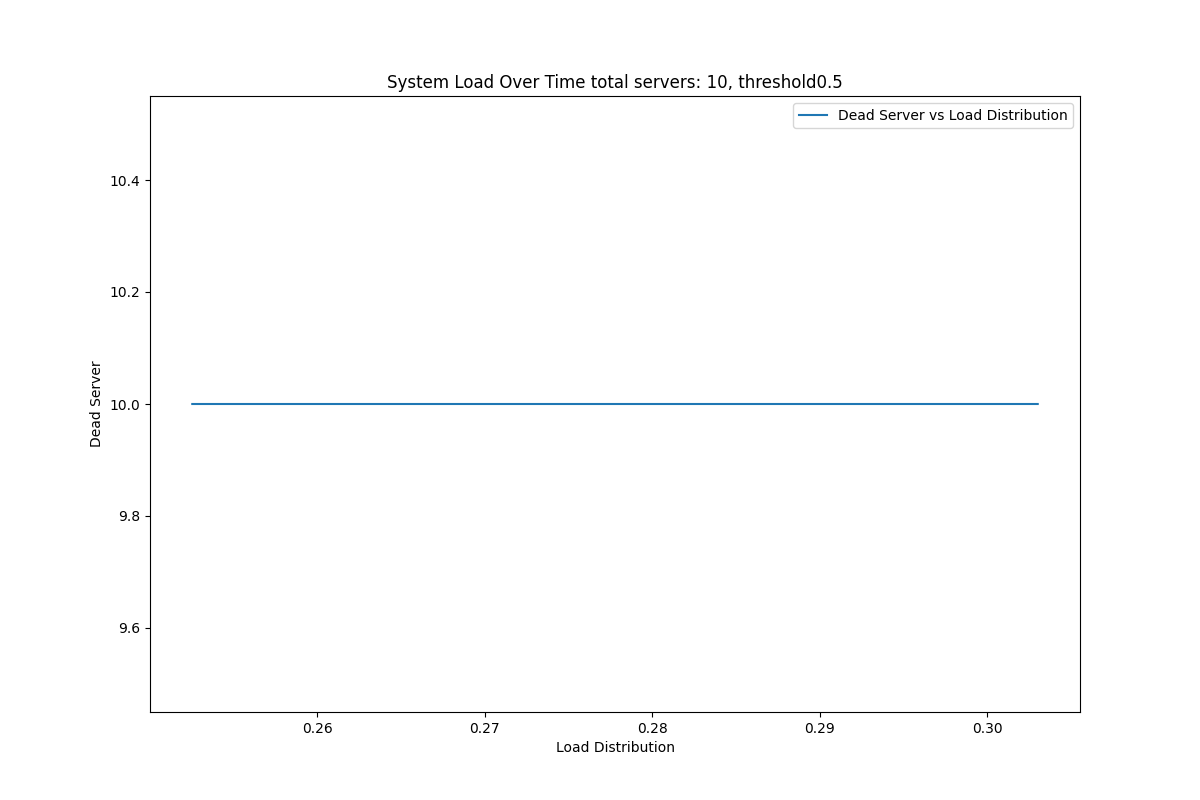 System Load Over Time total servers: 10, threshold0.5
Dead Server vs Load Distribution
10.4
10.2
10.0
9.8
9.6
Dead Server
0.26 0.27 0.28 0.29 0.30
Load Distribution